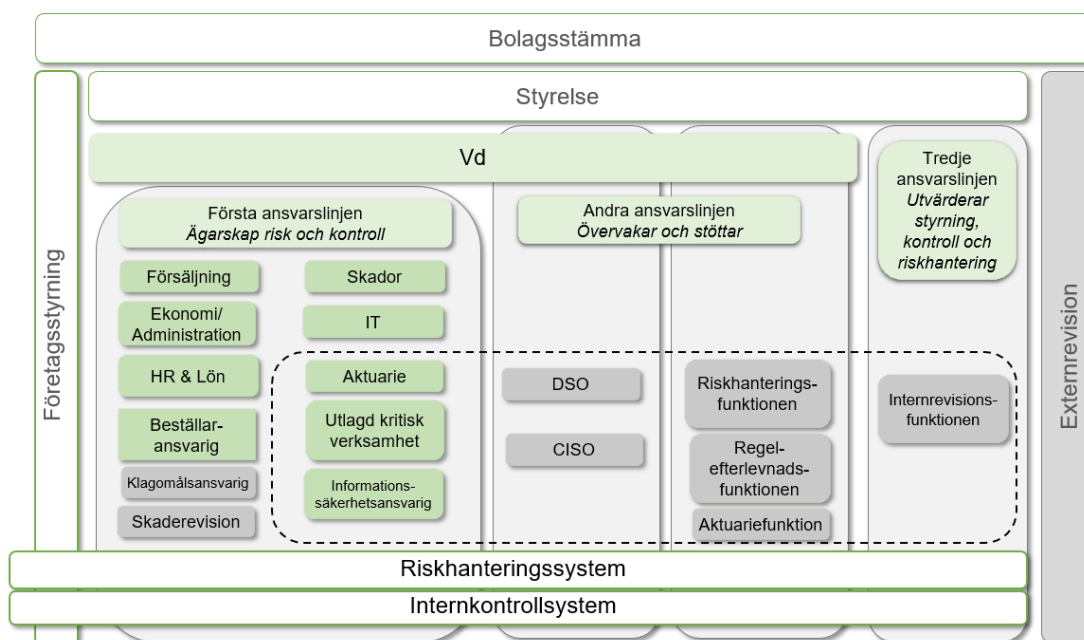 Bolagsstämma
Styrelse
Företagsstyrning
Externrevision
Vd
Första ansvarslinjen
Ägarskap risk och kontroll
Försäljning
Ekonomi/
Administration
HR & Lön
Beställar-
ansvarig
Klagomålsansvarig
Skaderevision
Skador
IT
Aktuarie
Utlagd kritisk
verksamhet
Informations-
säkerhetsansvarig
Andra ansvarslinjen
Övervakar och stöttar
DSO
CISO
Riskhanterings-
funktionen
Regel-
efterlevnads-
funktionen
Aktuariefunktion
Tredje
ansvarslinjen
Utvärderar
styrning,
kontroll och
riskhantering
Internrevisions-
funktionen
Riskhanteringssystem
Internkontrollsystem